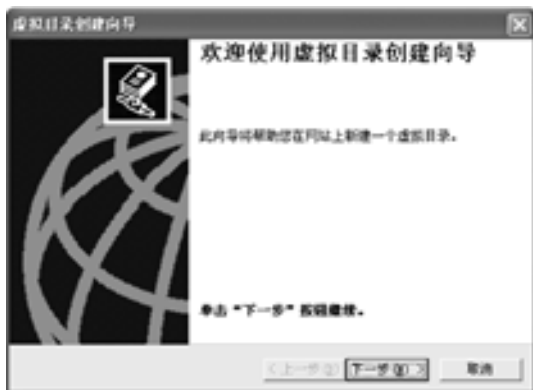 虚拟目录创建向导
欢迎使用虚拟目录创建向导
此向导将帮助您在网站上新建一个虚拟目录。
单击“下一步”按钮继续。
<上一步(B) 下一步(N)> 取消